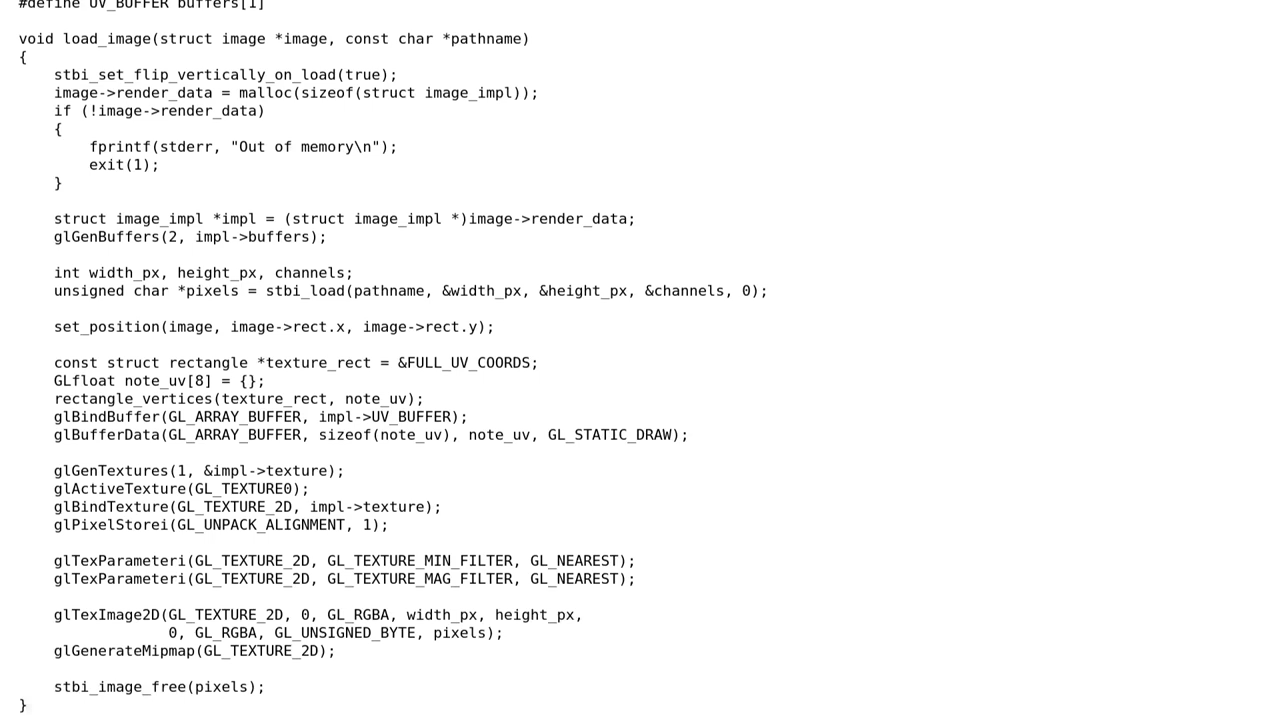 #define UV_BUFFER buffers[1]

void load_image(struct image *image, const char *pathname)
{
    stbi_set_flip_vertically_on_load(true);
    image->render_data = malloc(sizeof(struct image_impl));
    if (!image->render_data)
    {
        fprintf(stderr, "Out of memory\n");
        exit(1);
    }

    struct image_impl *impl = (struct image_impl *)image->render_data;
    glGenBuffers(2, impl->buffers);

    int width_px, height_px, channels;
    unsigned char *pixels = stbi_load(pathname, &width_px, &height_px, &channels, 0);

    set_position(image, image->rect.x, image->rect.y);

    const struct rectangle *texture_rect = &FULL_UV_COORDS;
    GLfloat note_uv[8] = {};
    rectangle_vertices(texture_rect, note_uv);
    glBindBuffer(GL_ARRAY_BUFFER, impl->UV_BUFFER);
    glBufferData(GL_ARRAY_BUFFER, sizeof(note_uv), note_uv, GL_STATIC_DRAW);

    glGenTextures(1, &impl->texture);
    glActiveTexture(GL_TEXTURE0);
    glBindTexture(GL_TEXTURE_2D, impl->texture);
    glPixelStorei(GL_UNPACK_ALIGNMENT, 1);

    glTexParameteri(GL_TEXTURE_2D, GL_TEXTURE_MIN_FILTER, GL_NEAREST);
    glTexParameteri(GL_TEXTURE_2D, GL_TEXTURE_MAG_FILTER, GL_NEAREST);

    glTexImage2D(GL_TEXTURE_2D, 0, GL_RGBA, width_px, height_px,
                 0, GL_RGBA, GL_UNSIGNED_BYTE, pixels);
    glGenerateMipmap(GL_TEXTURE_2D);

    stbi_image_free(pixels);
}